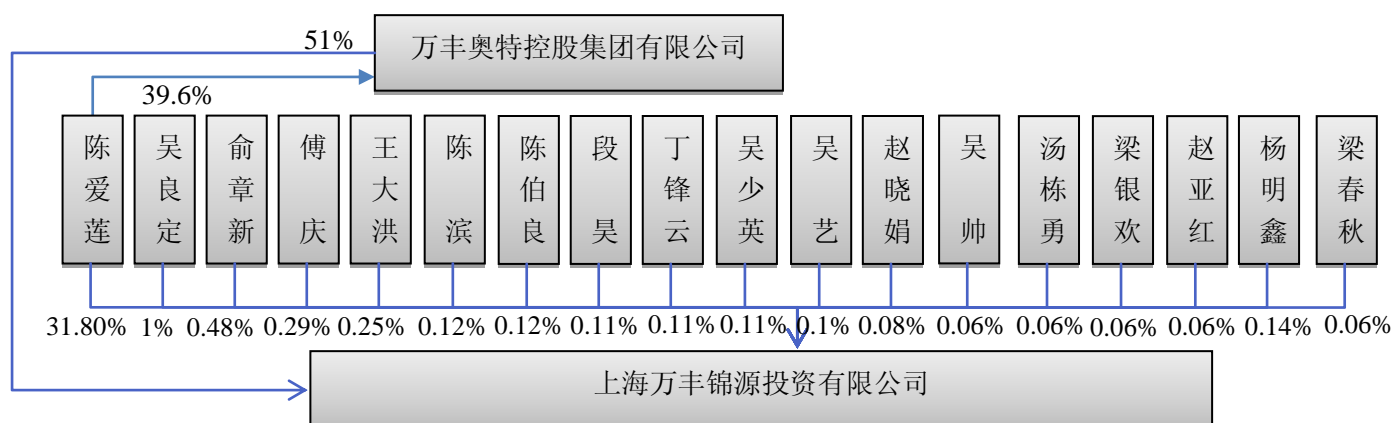 51%
万丰奥特控股集团有限公司
39.6%
陈爱莲
吴良定
俞章新
傅庆
王大洪
陈滨
陈伯良
段昊
丁锋云
吴少英
吴艺
赵晓娟
吴帅
汤栋勇
梁银欢
赵亚红
杨明鑫
梁春秋
31.80% 1% 0.48% 0.29% 0.25% 0.12% 0.12% 0.11% 0.11% 0.11% 0.1% 0.08% 0.06% 0.06% 0.06% 0.06% 0.14% 0.06%
上海万丰锦源投资有限公司